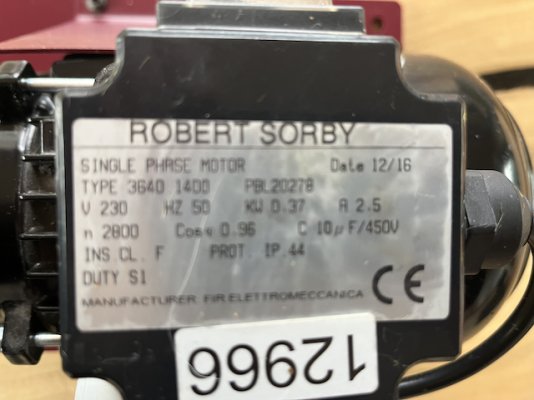 ROBERT SORBY
SINGLE PHASE MOTOR Date 12/16
TYPE 3640 1400 PBL20278
V 230 HZ 50 KW 0.37 A 2.5
n 2800 Cosφ 0.96 C 10µF/450V
INS.CL. F PROT. IP.44
DUTY S1
MANUFACTURER FIR ELETTROMECCANICA CE
12966